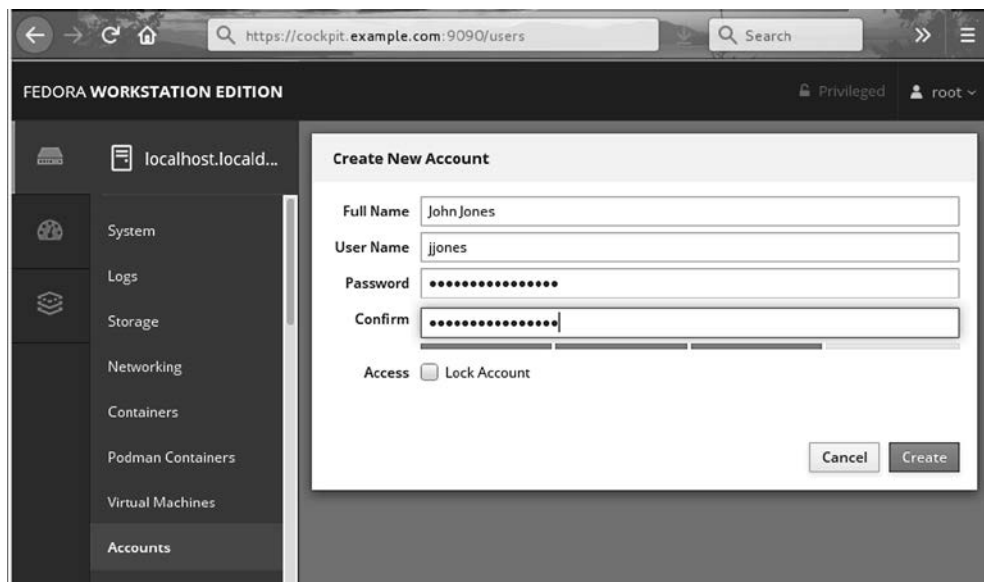 https://cockpit.example.com:9090/users
Search
FEDORA WORKSTATION EDITION
Privileged
root
localhost.locald...
System
Logs
Storage
Networking
Containers
Podman Containers
Virtual Machines
Accounts
Create New Account
Full Name John Jones
User Name jjones
Password ••••••••••••••••
Confirm ••••••••••••••••
Access Lock Account
Cancel
Create